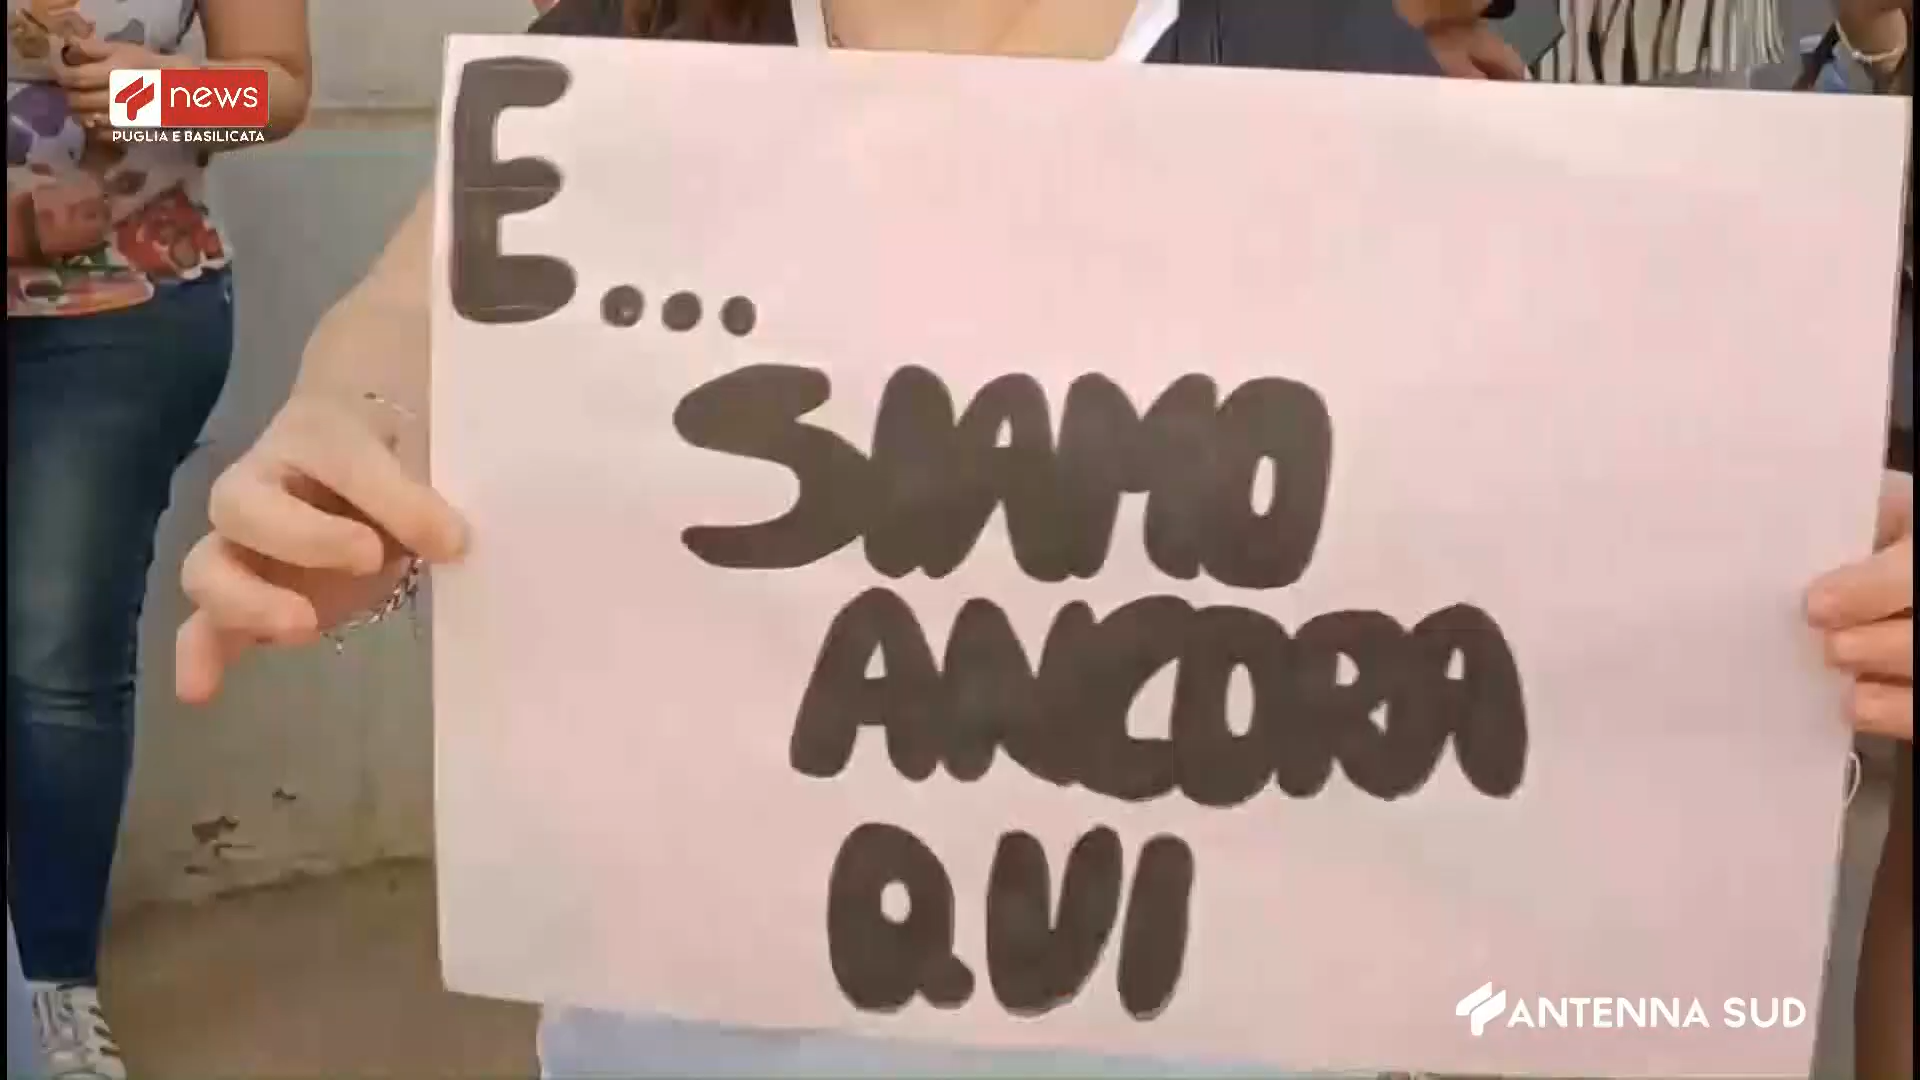 news
PUGLIA E BASILICATA
E...
SIAMO
ANCORA
QUI
ANTENNA SUD